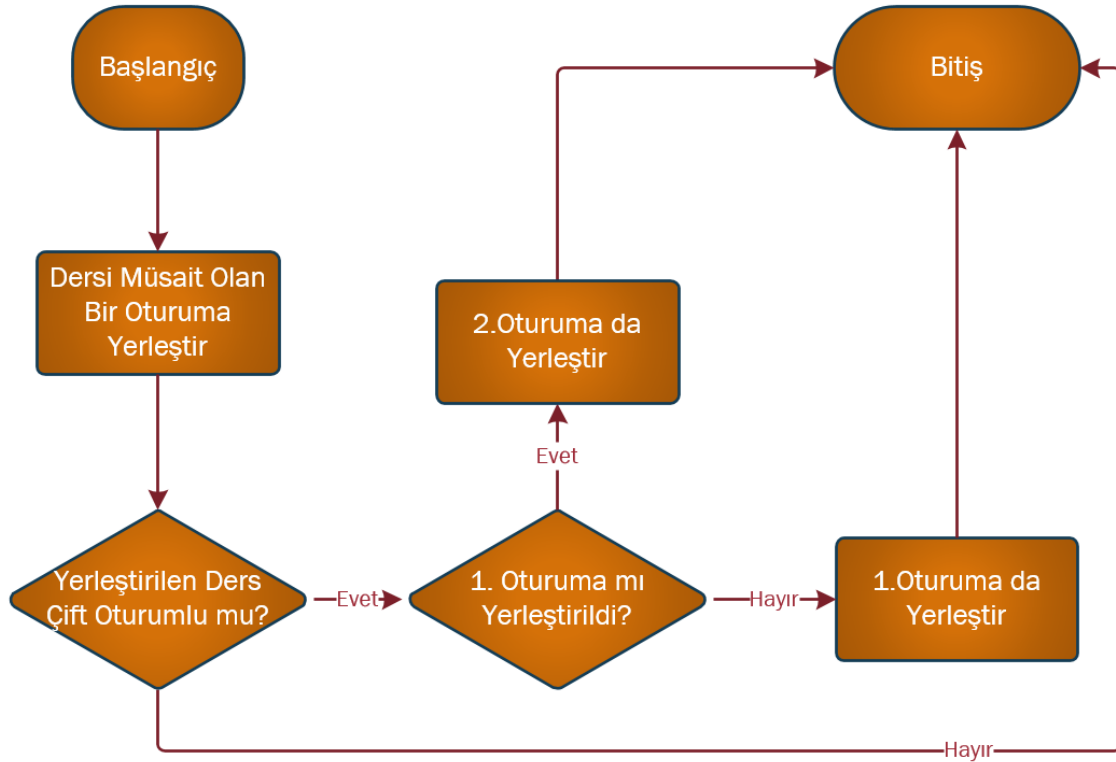 Başlangıç
Bitiş
Dersi Müsait Olan
Bir Oturuma
Yerleştir
2.Oturuma da
Yerleştir
Evet
Yerleştirilen Ders
Çift Oturumlu mu?
Evet
1. Oturuma mı
Yerleştirildi?
Hayır
1.Oturuma da
Yerleştir
Hayır